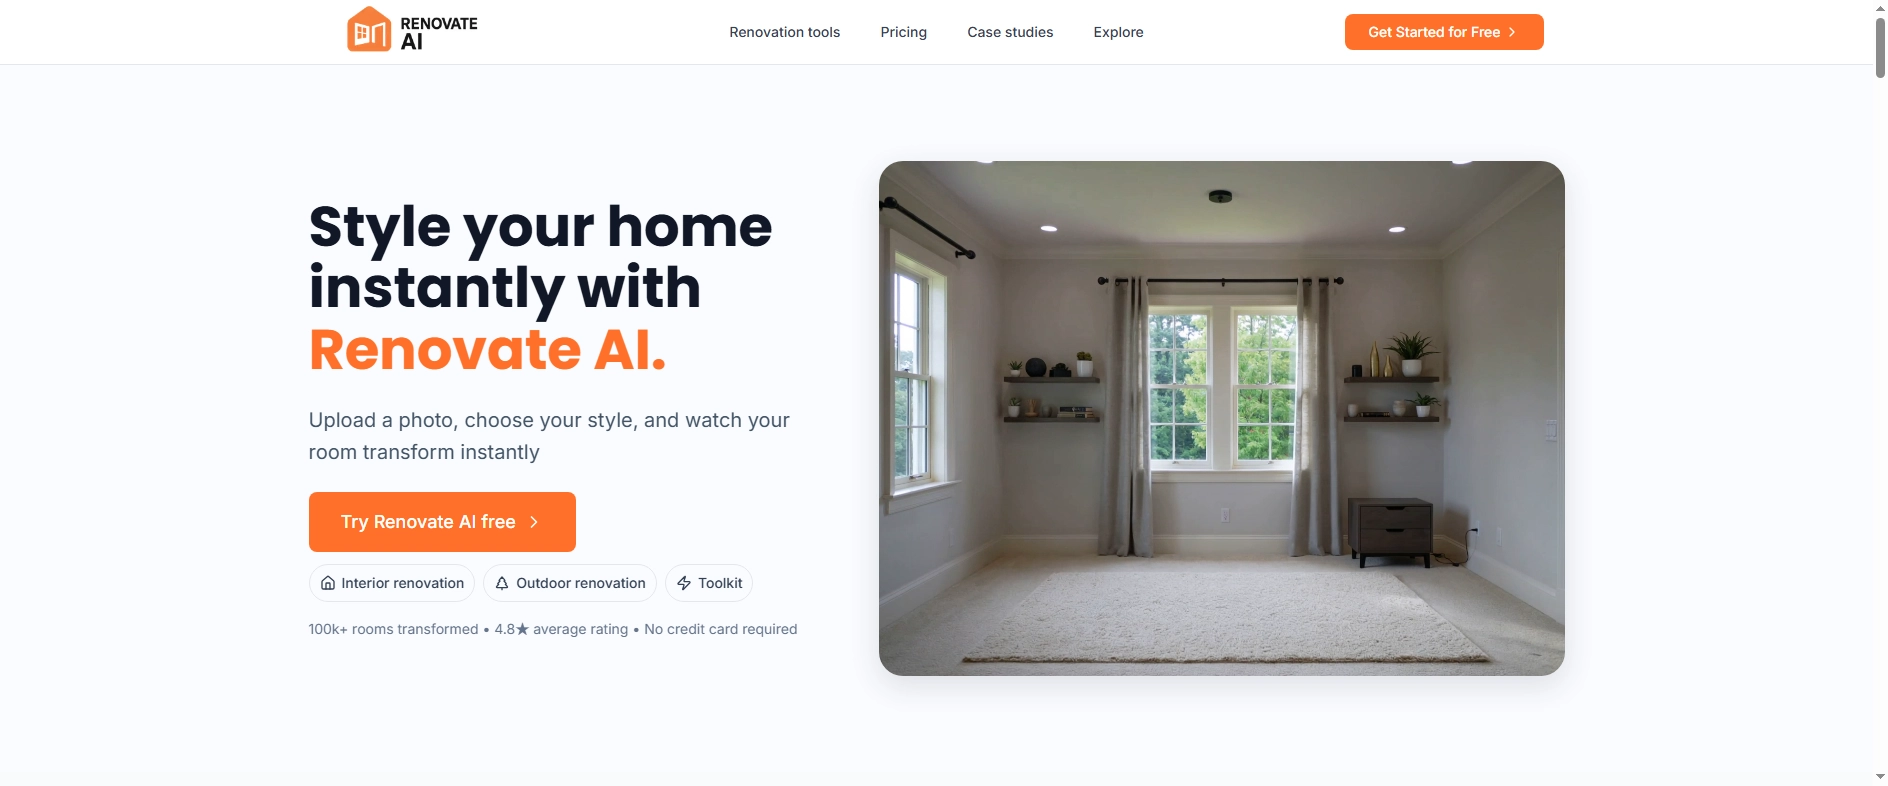 RENOVATE
AI
Renovation tools
Pricing
Case studies
Explore
Get Started for Free
Style your home
instantly with
Renovate AI.
Upload a photo, choose your style, and watch your
room transform instantly
Try Renovate AI free
Interior renovation
Outdoor renovation
Toolkit
100k+ rooms transformed • 4.8★ average rating • No credit card required